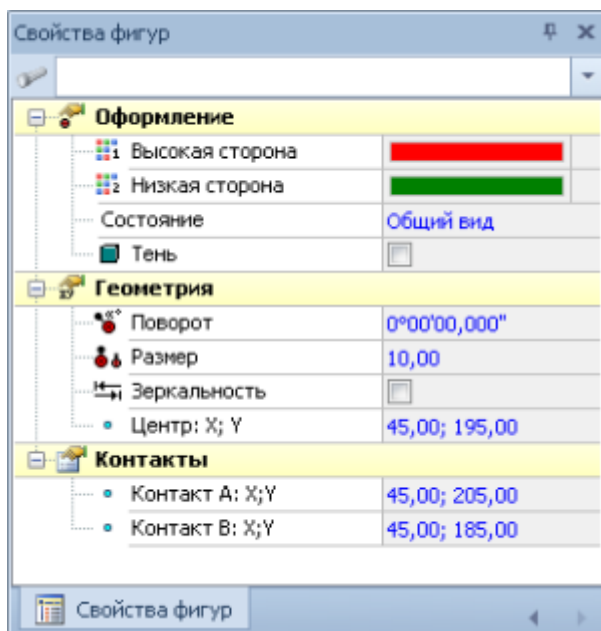 Свойства фигур
Оформление
1 Высокая сторона
2 Низкая сторона
Состояние Общий вид
Тень
Геометрия
Поворот 0°00'00,000"
Размер 10,00
Зеркальность
Центр: X; Y 45,00; 195,00
Контакты
Контакт A: X;Y 45,00; 205,00
Контакт B: X;Y 45,00; 185,00
Свойства фигур